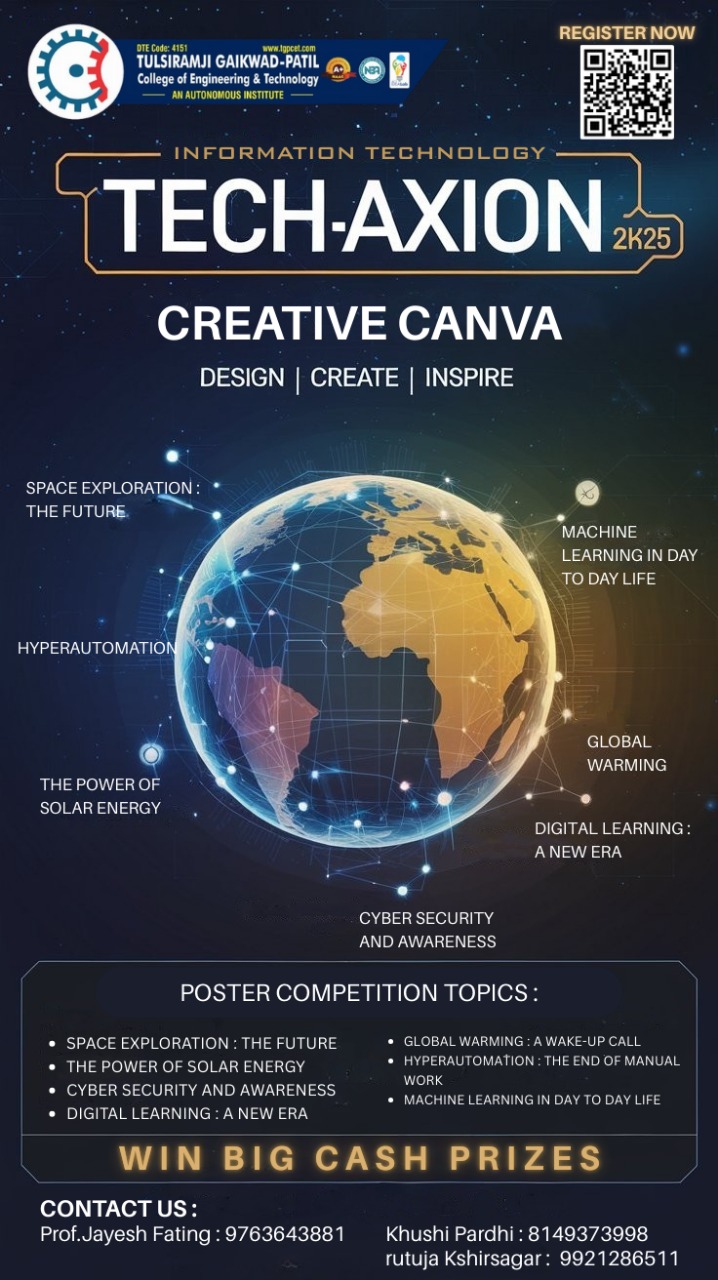 REGISTER NOW
DTE Code: 4151 www.tgpcet.com
TULSIRAMJI GAIKWAD-PATIL
College of Engineering & Technology
AN AUTONOMOUS INSTITUTE
INFORMATION TECHNOLOGY
TECH-AXION
2K25
CREATIVE CANVA
DESIGN | CREATE | INSPIRE
SPACE EXPLORATION :
THE FUTURE
MACHINE
LEARNING IN DAY
TO DAY LIFE
HYPERAUTOMATION
GLOBAL
WARMING
THE POWER OF
SOLAR ENERGY
DIGITAL LEARNING :
A NEW ERA
CYBER SECURITY
AND AWARENESS
POSTER COMPETITION TOPICS :
• SPACE EXPLORATION : THE FUTURE
• THE POWER OF SOLAR ENERGY
• CYBER SECURITY AND AWARENESS
• DIGITAL LEARNING : A NEW ERA
• GLOBAL WARMING : A WAKE-UP CALL
• HYPERAUTOMATION : THE END OF MANUAL
WORK
• MACHINE LEARNING IN DAY TO DAY LIFE
WIN BIG CASH PRIZES
CONTACT US :
Prof.Jayesh Fating : 9763643881
Khushi Pardhi : 8149373998
rutuja Kshirsagar : 9921286511